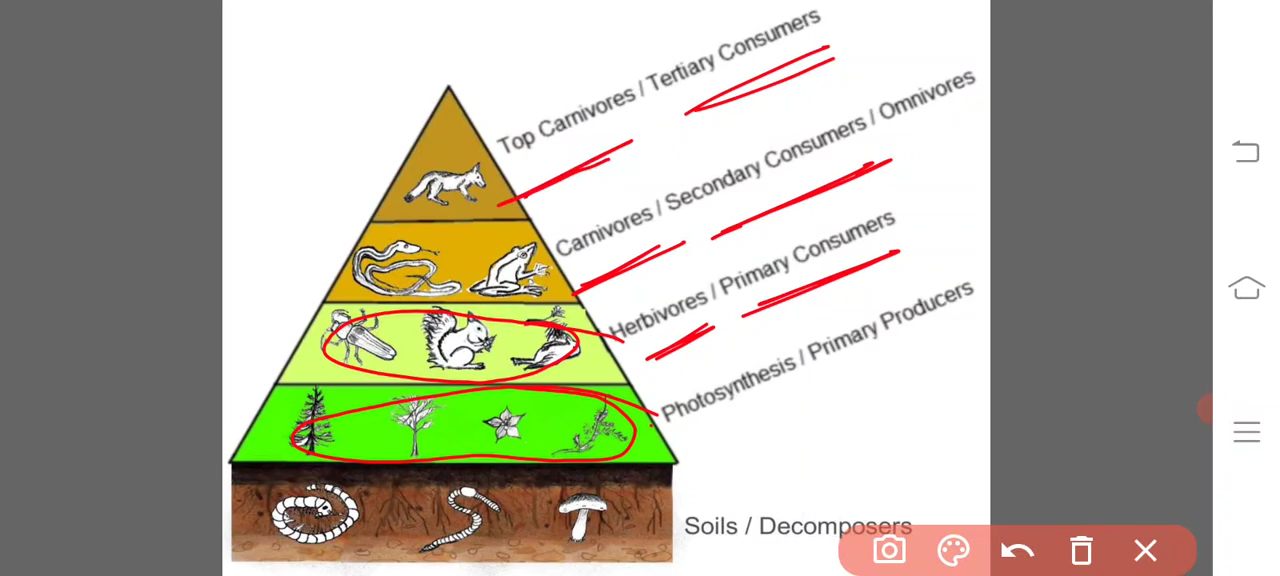 Top Carnivores / Tertiary Consumers
Carnivores / Secondary Consumers / Omnivores
Herbivores / Primary Consumers
Photosynthesis / Primary Producers
Soils / Decomposers